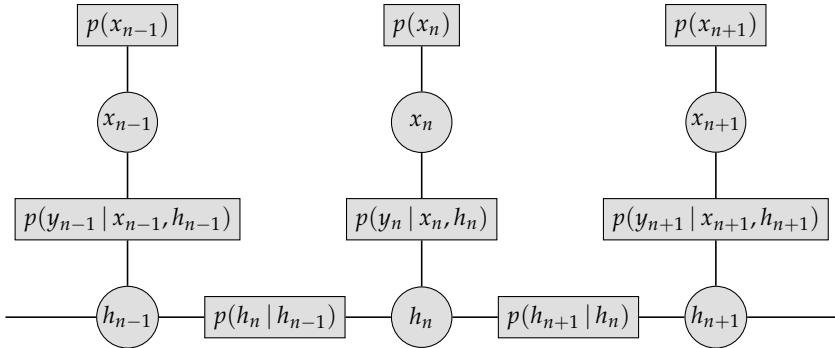 p(x_{n−1}) p(x_n) p(x_{n+1})
x_{n−1} x_n x_{n+1}
p(y_{n−1} | x_{n−1}, h_{n−1}) p(y_n | x_n, h_n) p(y_{n+1} | x_{n+1}, h_{n+1})
h_{n−1} p(h_n | h_{n−1}) h_n p(h_{n+1} | h_n) h_{n+1}